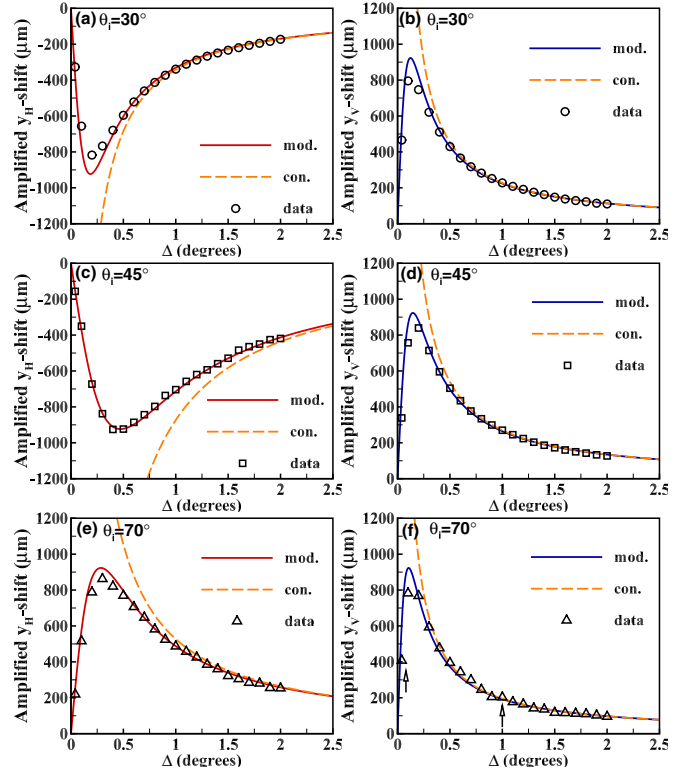 (a) θi=30°
Amplified yH-shift (μm)
0
-200
-400
-600
-800
-1000
-1200
mod.
con.
data
0 0.5 1 1.5 2 2.5
Δ (degrees)
(b) θi=30°
Amplified yV-shift (μm)
1200
1000
800
600
400
200
0
mod.
con.
data
0 0.5 1 1.5 2 2.5
Δ (degrees)
(c) θi=45°
Amplified yH-shift (μm)
0
-200
-400
-600
-800
-1000
-1200
mod.
con.
data
0 0.5 1 1.5 2 2.5
Δ (degrees)
(d) θi=45°
Amplified yV-shift (μm)
1200
1000
800
600
400
200
0
mod.
con.
data
0 0.5 1 1.5 2 2.5
Δ (degrees)
(e) θi=70°
Amplified yH-shift (μm)
1200
1000
800
600
400
200
0
mod.
con.
data
0 0.5 1 1.5 2 2.5
Δ (degrees)
(f) θi=70°
Amplified yV-shift (μm)
1200
1000
800
600
400
200
0
mod.
con.
data
0 0.5 1 1.5 2 2.5
Δ (degrees)